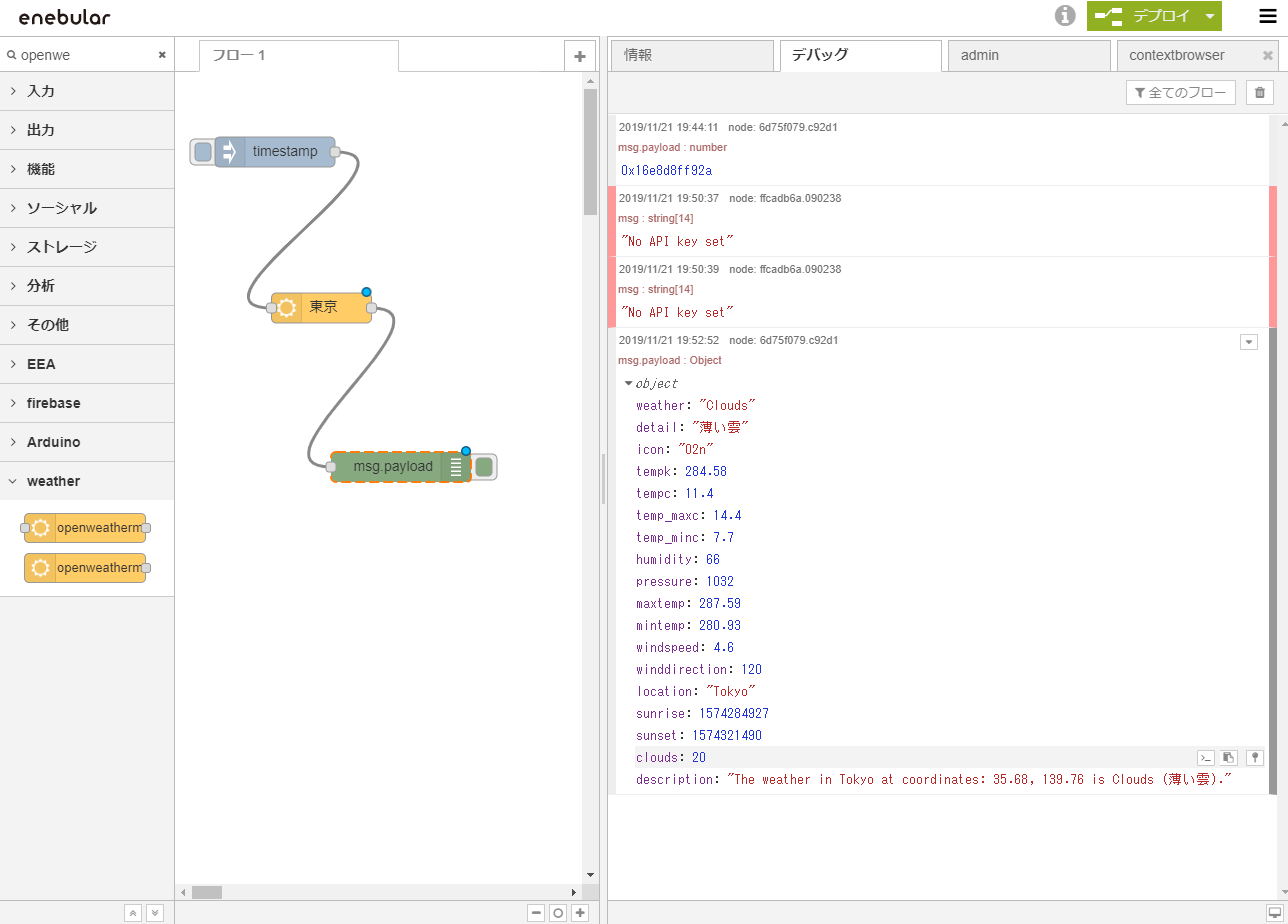 enebular
デプロイ
openwe
フロー 1
情報
デバッグ
admin
contextbrowser
全てのフロー
入力
出力
機能
ソーシャル
ストレージ
分析
その他
EEA
firebase
Arduino
weather
openweatherm
openweatherm
timestamp
東京
msg.payload
2019/11/21 19:44:11 node: 6d75f079.c92d1
msg.payload : number
0x16e8d8ff92a
2019/11/21 19:50:37 node: ffcadb6a.090238
msg : string[14]
"No API key set"
2019/11/21 19:50:39 node: ffcadb6a.090238
msg : string[14]
"No API key set"
2019/11/21 19:52:52 node: 6d75f079.c92d1
msg.payload : Object
object
weather: "Clouds"
detail: "薄い雲"
icon: "02n"
tempk: 284.58
tempc: 11.4
temp_maxc: 14.4
temp_minc: 7.7
humidity: 66
pressure: 1032
maxtemp: 287.59
mintemp: 280.93
windspeed: 4.6
winddirection: 120
location: "Tokyo"
sunrise: 1574284927
sunset: 1574321490
clouds: 20
description: "The weather in Tokyo at coordinates: 35.68, 139.76 is Clouds (薄い雲)."